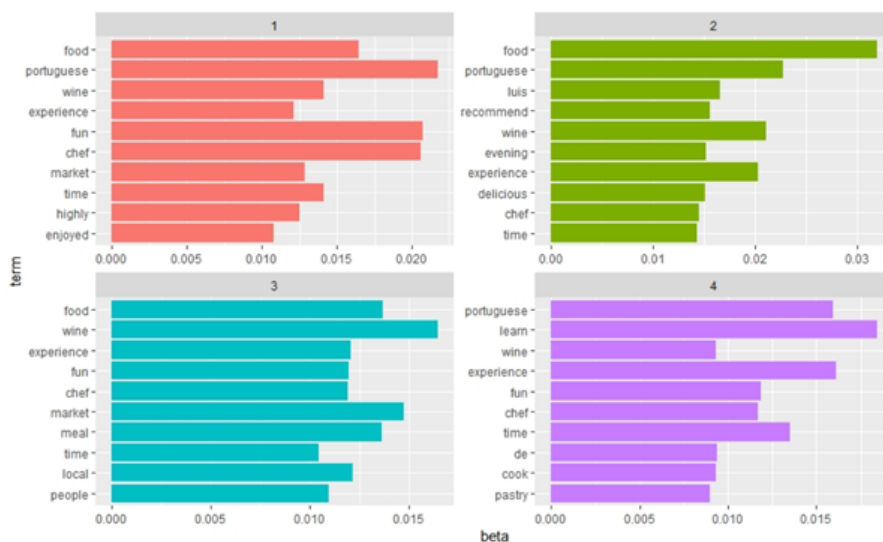 1
food
portuguese
wine
experience
fun
chef
market
time
highly
enjoyed
0.000 0.005 0.010 0.015 0.020
2
food
portuguese
luis
recommend
wine
evening
experience
delicious
chef
time
0.00 0.01 0.02 0.03
term
3
food
wine
experience
fun
chef
market
meal
time
local
people
0.000 0.005 0.010 0.015
4
portuguese
learn
wine
experience
fun
chef
time
de
cook
pastry
0.000 0.005 0.010 0.015
beta